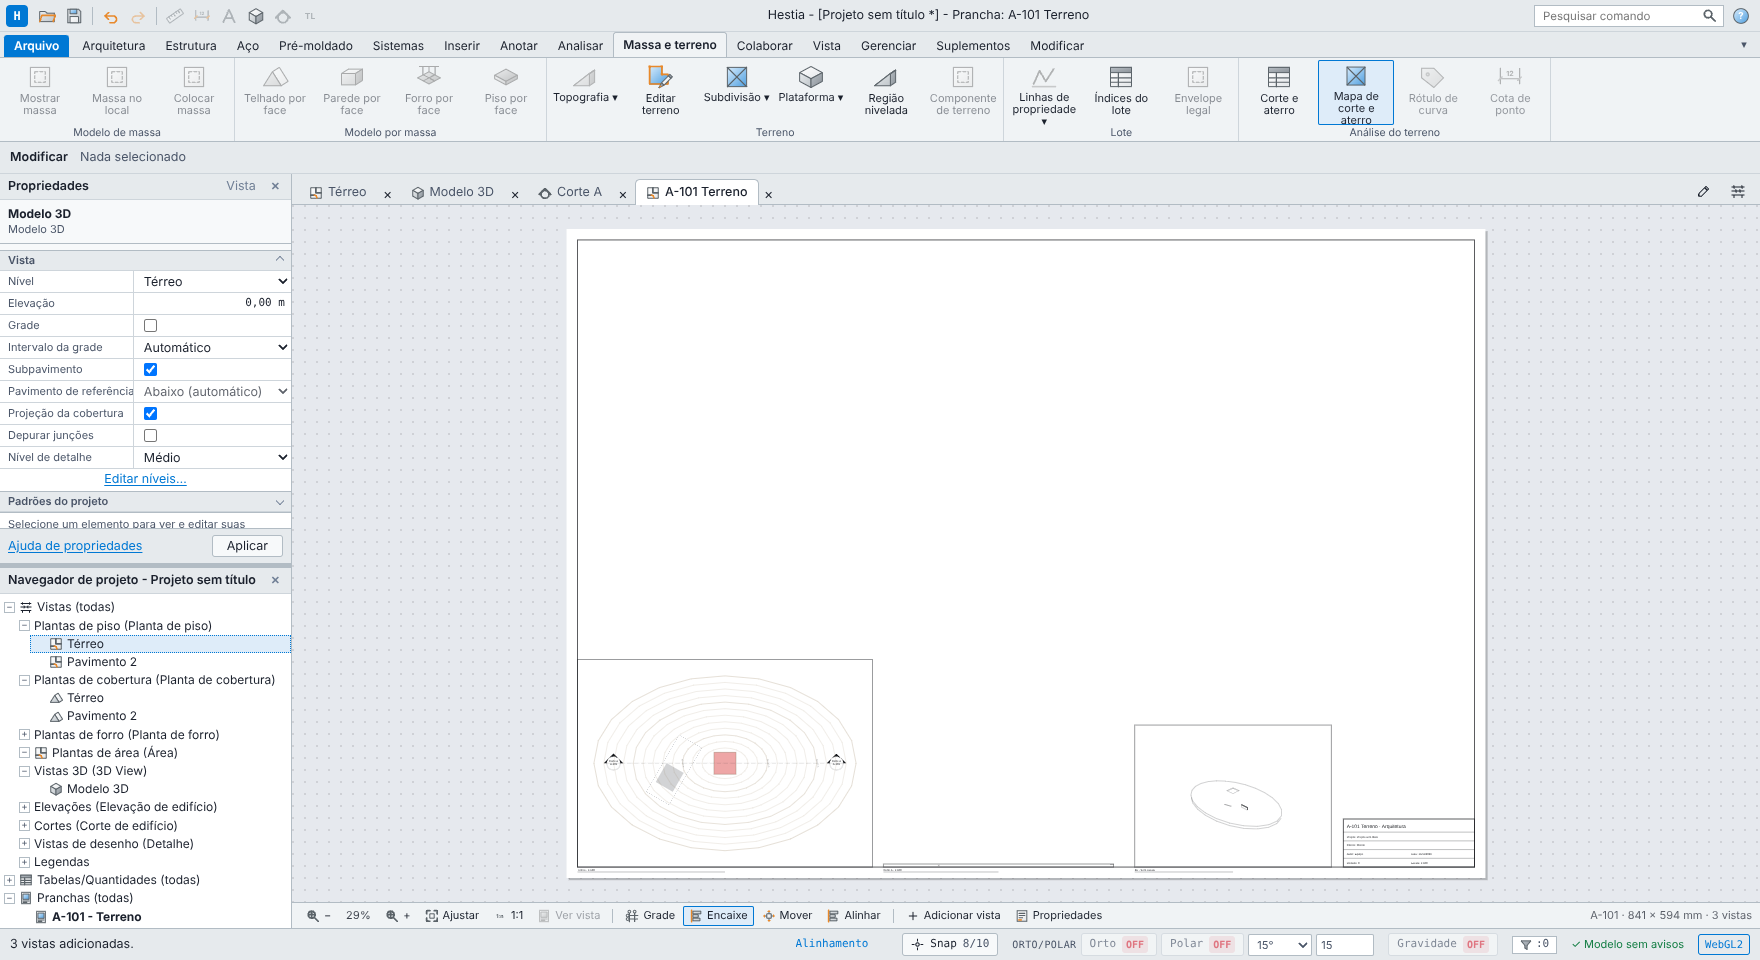 H
TL
Hestia - [Projeto sem título *] - Prancha: A-101 Terreno
Pesquisar comando
?
Arquivo Arquitetura Estrutura Aço Pré-moldado Sistemas Inserir Anotar Analisar Massa e terreno Colaborar Vista Gerenciar Suplementos Modificar
Mostrar massa
Massa no local
Colocar massa
Modelo de massa
Telhado por face
Parede por face
Forro por face
Piso por face
Modelo por massa
Topografia ▾
Editar terreno
Subdivisão ▾
Plataforma ▾
Região nivelada
Componente de terreno
Terreno
Linhas de propriedade ▾
Índices do lote
Envelope legal
Lote
Corte e aterro
Mapa de corte e aterro
Rótulo de curva
Cota de ponto
Análise do terreno
Modificar Nada selecionado
Propriedades Vista ×
Modelo 3D
Modelo 3D
Vista
Nível Térreo
Elevação 0,00 m
Grade
Intervalo da grade Automático
Subpavimento
Pavimento de referência Abaixo (automático)
Projeção da cobertura
Depurar junções
Nível de detalhe Médio
Editar níveis...
Padrões do projeto
Selecione um elemento para ver e editar suas
Ajuda de propriedades Aplicar
Navegador de projeto - Projeto sem título ×
Vistas (todas)
Plantas de piso (Planta de piso)
Térreo
Pavimento 2
Plantas de cobertura (Planta de cobertura)
Térreo
Pavimento 2
Plantas de forro (Planta de forro)
Plantas de área (Área)
Vistas 3D (3D View)
Modelo 3D
Elevações (Elevação de edifício)
Cortes (Corte de edifício)
Vistas de desenho (Detalhe)
Legendas
Tabelas/Quantidades (todas)
Pranchas (todas)
A-101 - Terreno
Térreo × Modelo 3D × Corte A × A-101 Terreno ×
A-101 Terreno - Arquitetura
− 29% + Ajustar 1:1 Ver vista Grade Encaixe Mover Alinhar + Adicionar vista Propriedades A-101 · 841 × 594 mm · 3 vistas
3 vistas adicionadas. Alinhamento Snap 8/10 ORTO/POLAR Orto OFF Polar OFF 15° 15 Gravidade OFF :0 ✓ Modelo sem avisos WebGL2